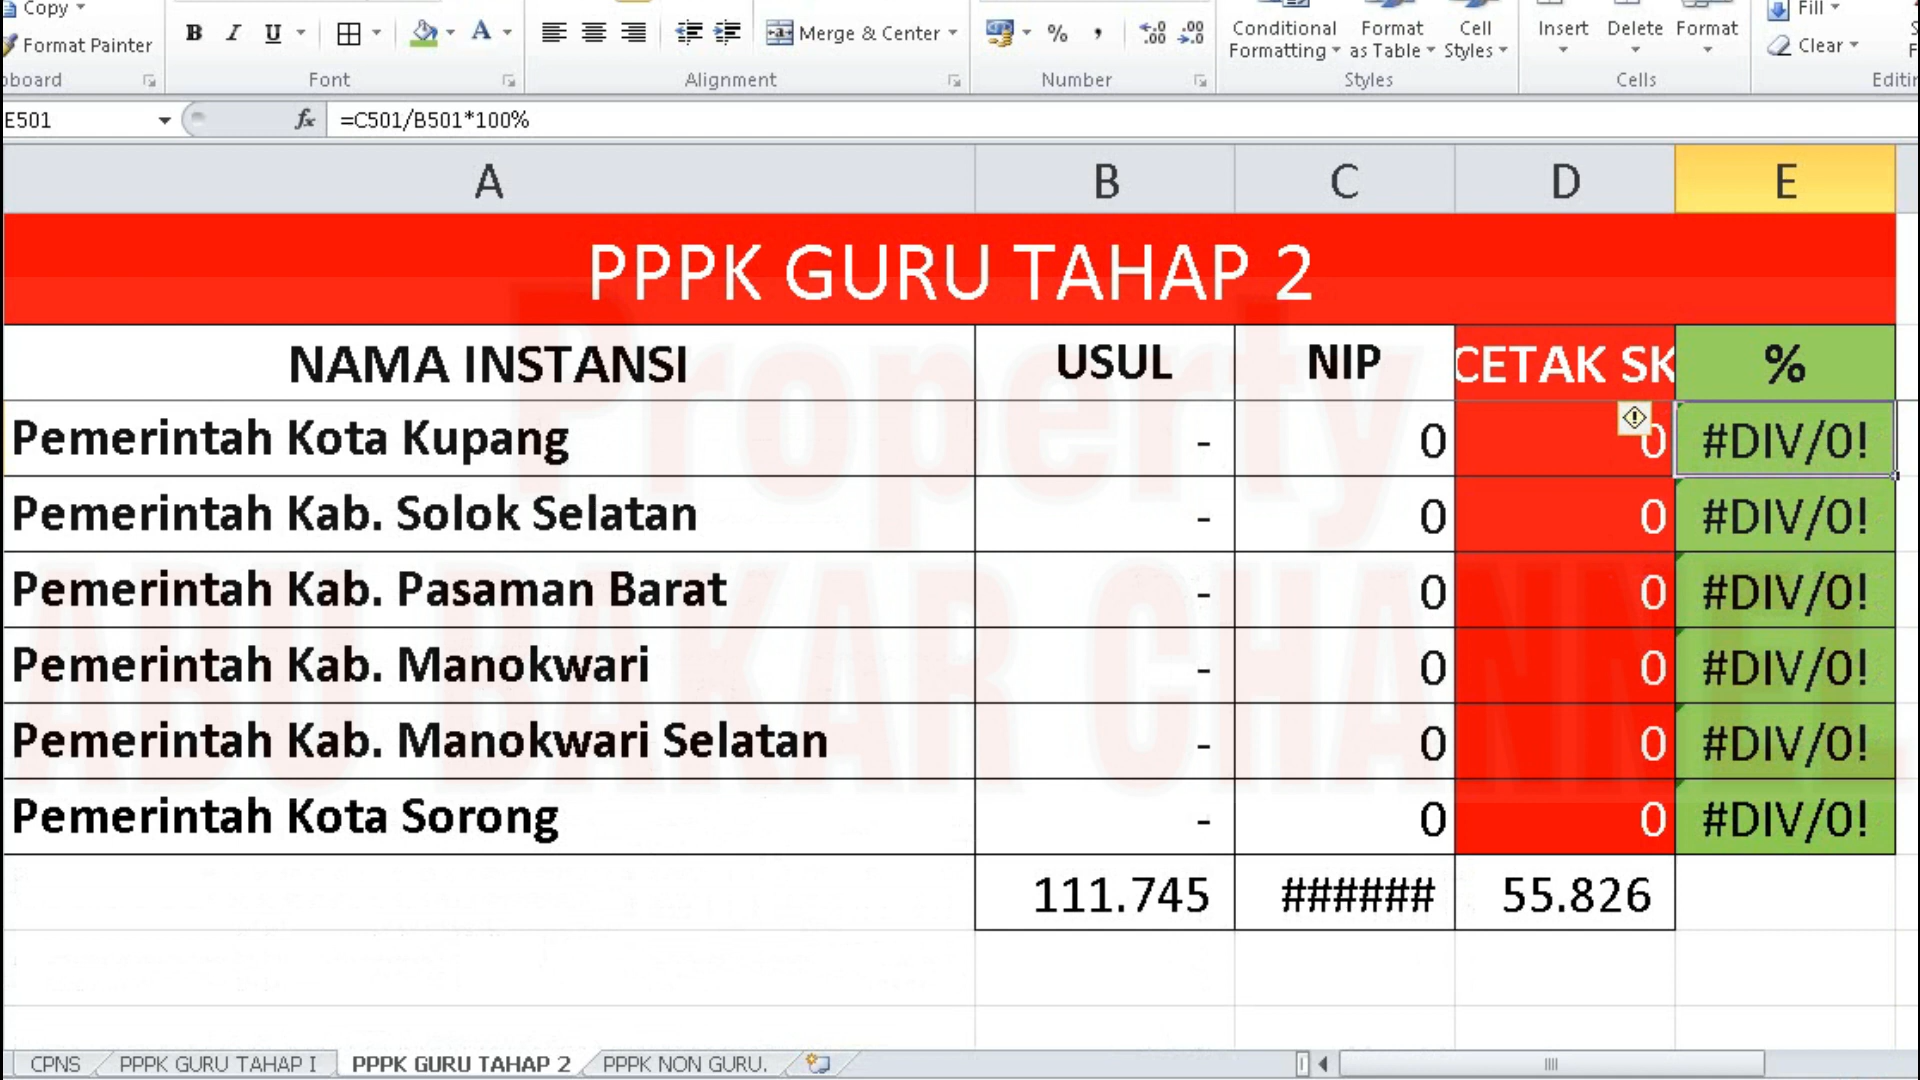 Copy
Conditional Format Cell Insert Delete Format Fill
Format Painter B I U A Merge & Center % , Formatting as Table Styles Clear
Font Alignment Number Styles Cells
E501 fx =C501/B501*100%
A B C D E
PPPK GURU TAHAP 2
NAMA INSTANSI USUL NIP CETAK SK %
Pemerintah Kota Kupang - 0 0 #DIV/0!
Pemerintah Kab. Solok Selatan - 0 0 #DIV/0!
Pemerintah Kab. Pasaman Barat - 0 0 #DIV/0!
Pemerintah Kab. Manokwari - 0 0 #DIV/0!
Pemerintah Kab. Manokwari Selatan - 0 0 #DIV/0!
Pemerintah Kota Sorong - 0 0 #DIV/0!
111.745 ###### 55.826
Property
ABU BAKAR CHANNEL
CPNS PPPK GURU TAHAP I PPPK GURU TAHAP 2 PPPK NON GURU.